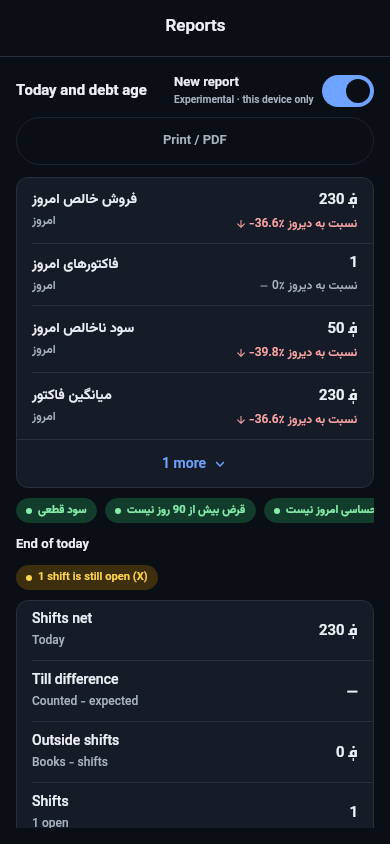 Reports
Today and debt age
New report
Experimental · this device only
Print / PDF
فروش خالص امروز
230 ؋
امروز
نسبت به دیروز ‎-36.6٪ ↓
فاکتورهای امروز
1
امروز
نسبت به دیروز 0٪ –
سود ناخالص امروز
50 ؋
امروز
نسبت به دیروز ‎-39.8٪ ↓
میانگین فاکتور
230 ؋
امروز
نسبت به دیروز ‎-36.6٪ ↓
1 more
سود قطعی
قرض بیش از 90 روز نیست
حساسی امروز نیست
End of today
1 shift is still open (X)
Shifts net
230 ؋
Today
Till difference
–
Counted - expected
Outside shifts
0 ؋
Books - shifts
Shifts
1
1 open